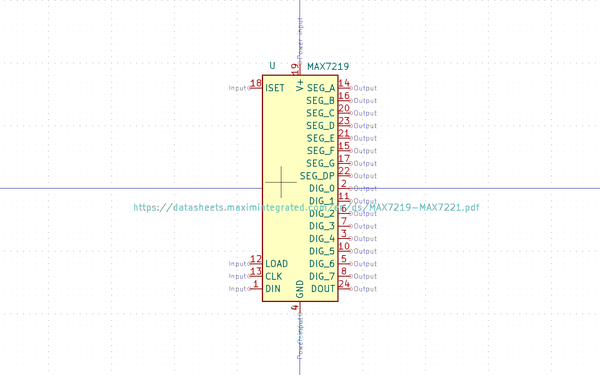 Power input
U MAX7219
19
V+
Input 18 ISET SEG_A 14 Output
SEG_B 16 Output
SEG_C 20 Output
SEG_D 23 Output
SEG_E 21 Output
SEG_F 15 Output
SEG_G 17 Output
SEG_DP 22 Output
DIG_0 2 Output
DIG_1 11 Output
https://datasheets.maximintegrated.com/en/ds/MAX7219-MAX7221.pdf
DIG_2 6 Output
DIG_3 7 Output
DIG_4 3 Output
DIG_5 10 Output
Input 12 LOAD DIG_6 5 Output
Input 13 CLK DIG_7 8 Output
Input 1 DIN DOUT 24 Output
GND
4
Power input